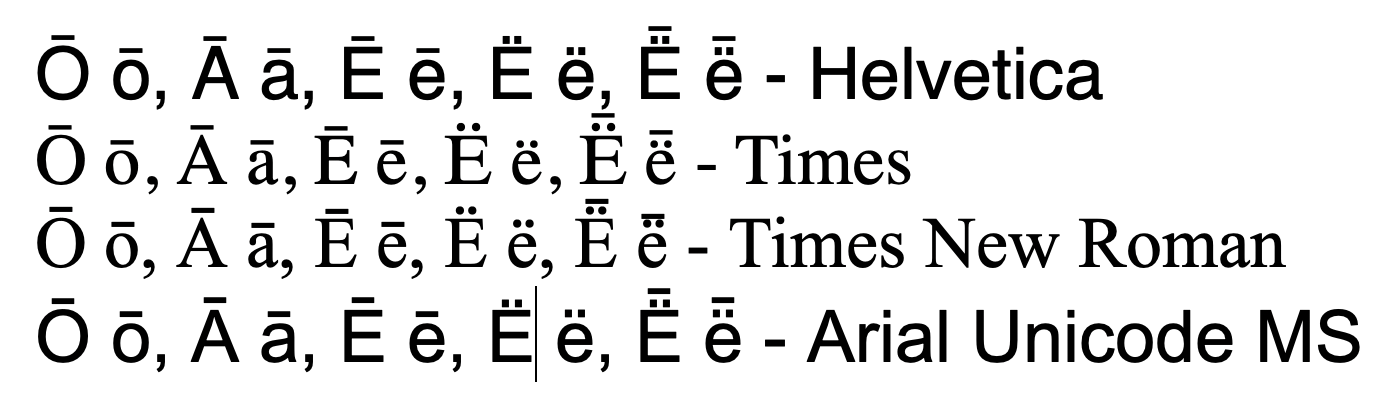 Ō ō, Ā ā, Ē ē, Ë ë, Ë̄ ë̄ - Helvetica
Ō ō, Ā ā, Ē ē, Ë ë, Ë̄ ë̄ - Times
Ō ō, Ā ā, Ē ē, Ë ë, Ë̄ ë̄ - Times New Roman
Ō ō, Ā ā, Ē ē, Ë ë, Ë̄ ë̄ - Arial Unicode MS